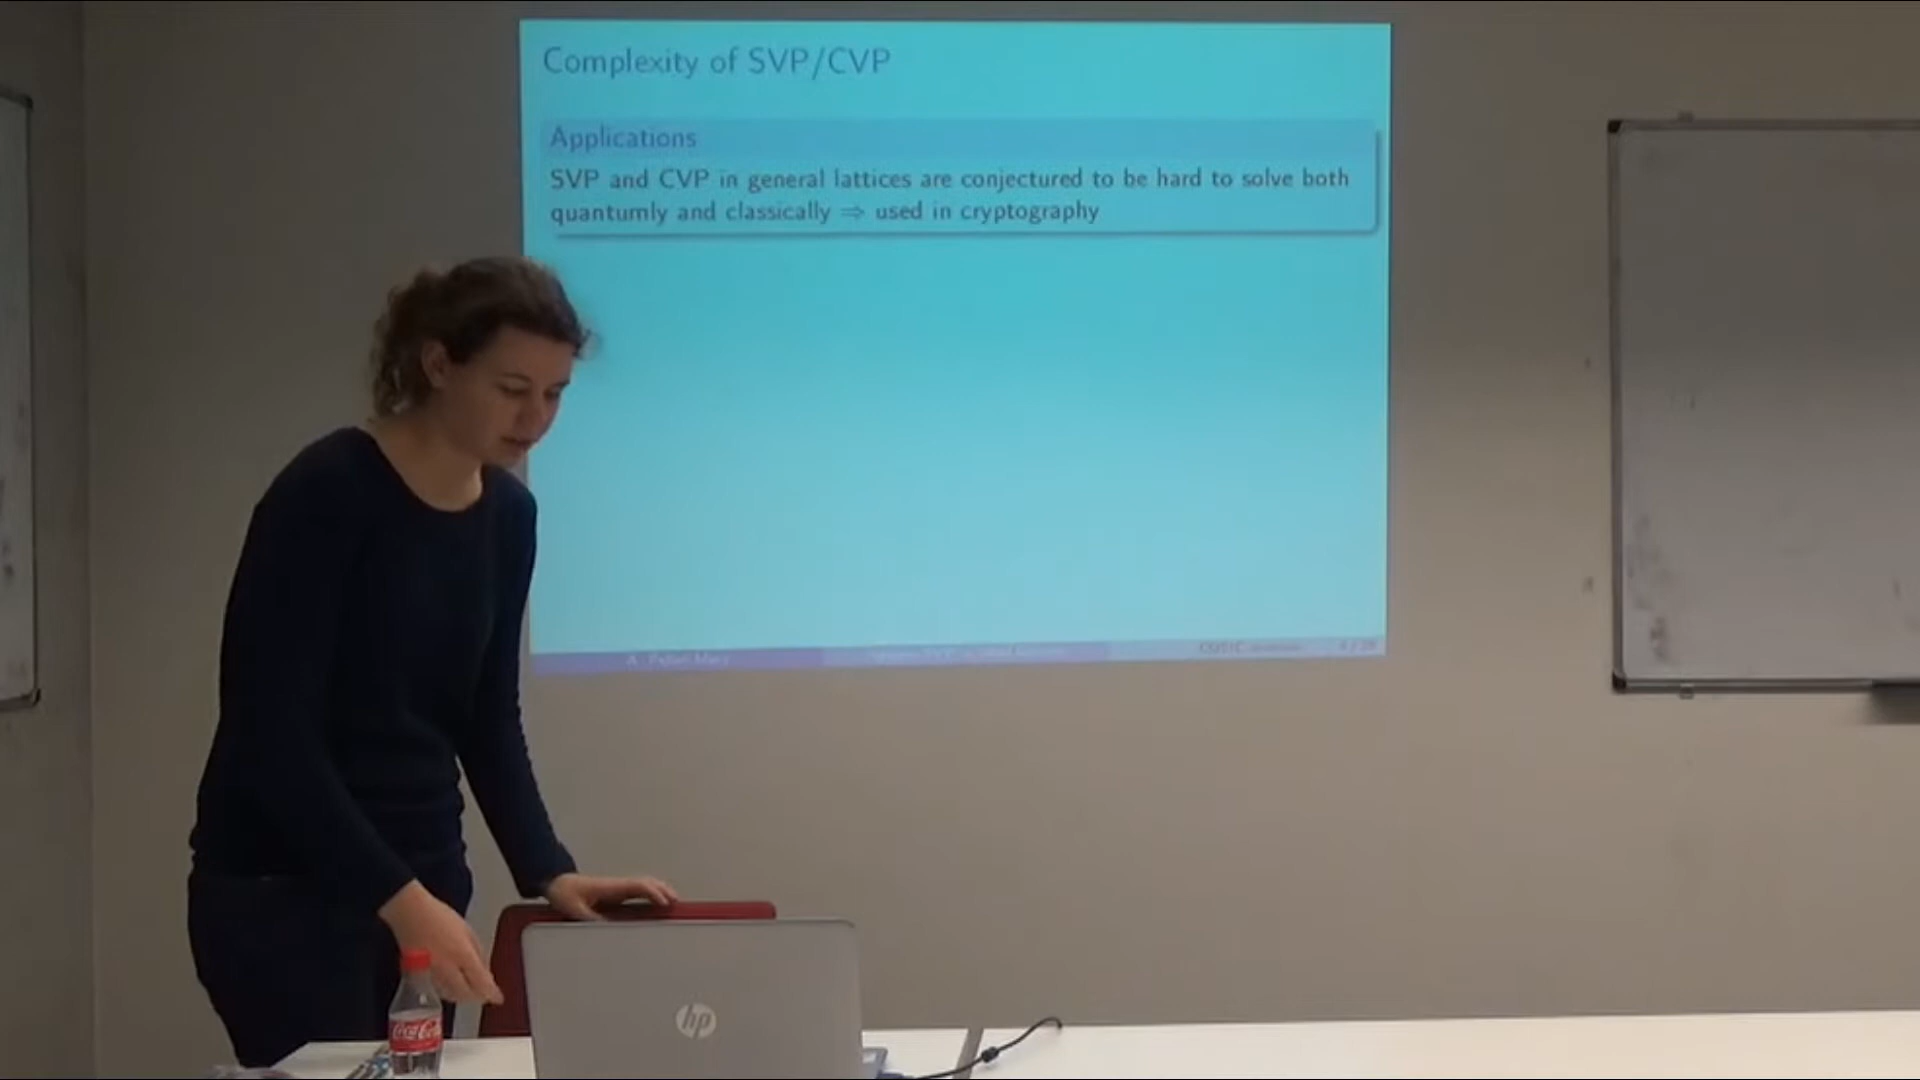 Complexity of SVP/CVP
Applications
SVP and CVP in general lattices are conjectured to be hard to solve both
quantumly and classically ⇒ used in cryptography
hp
Coca-Cola